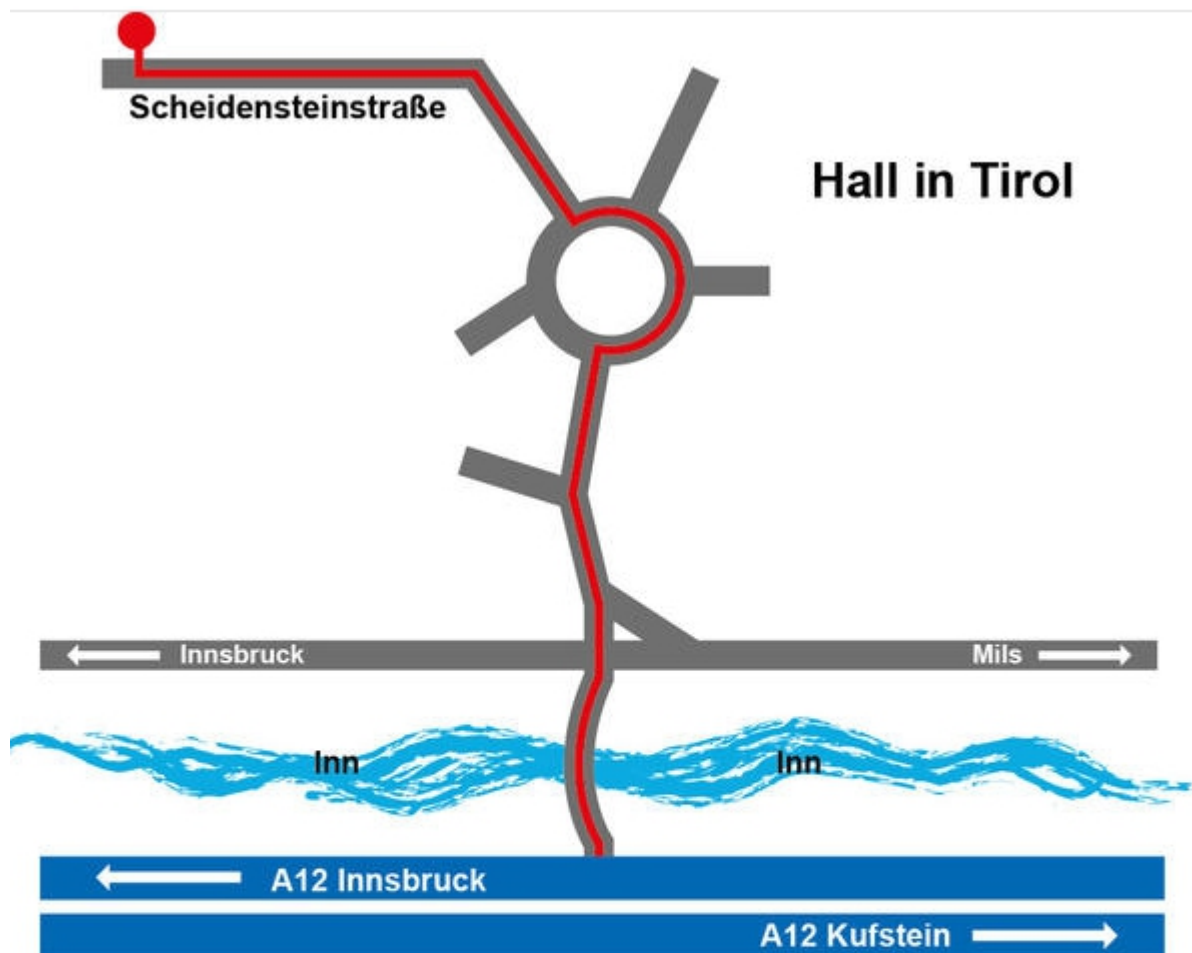 Scheidensteinstraße
Hall in Tirol
Innsbruck
Mils
Inn
Inn
A12 Innsbruck
A12 Kufstein